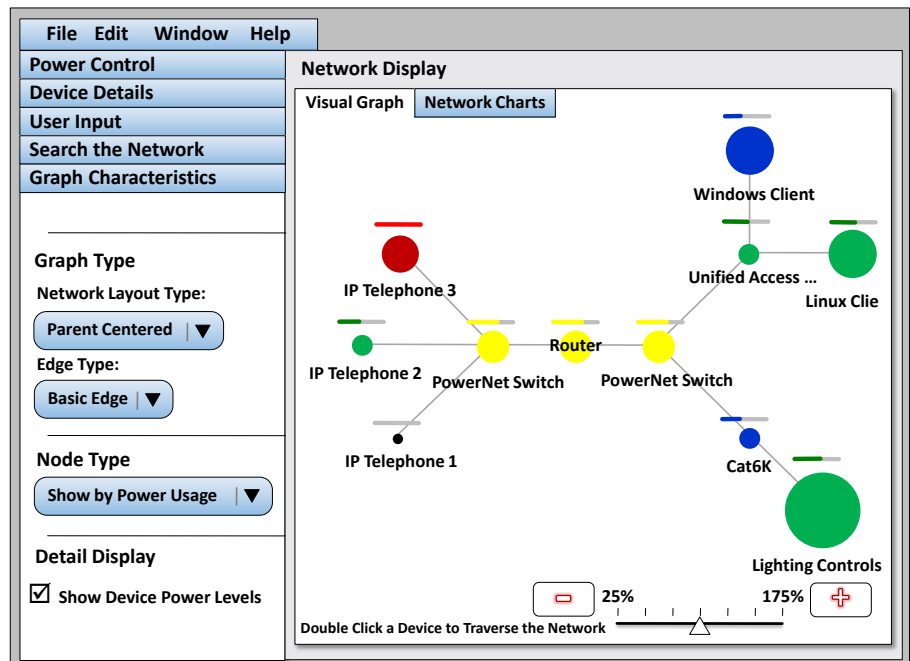 File Edit Window Help
Power Control
Device Details
User Input
Search the Network
Graph Characteristics
Graph Type
Network Layout Type:
Parent Centered
Edge Type:
Basic Edge
Node Type
Show by Power Usage
Detail Display
Show Device Power Levels
Network Display
Visual Graph Network Charts
Windows Client
IP Telephone 3
Unified Access ...
Linux Clie
Router
IP Telephone 2
PowerNet Switch
PowerNet Switch
IP Telephone 1
Cat6K
Lighting Controls
25% 175%
Double Click a Device to Traverse the Network